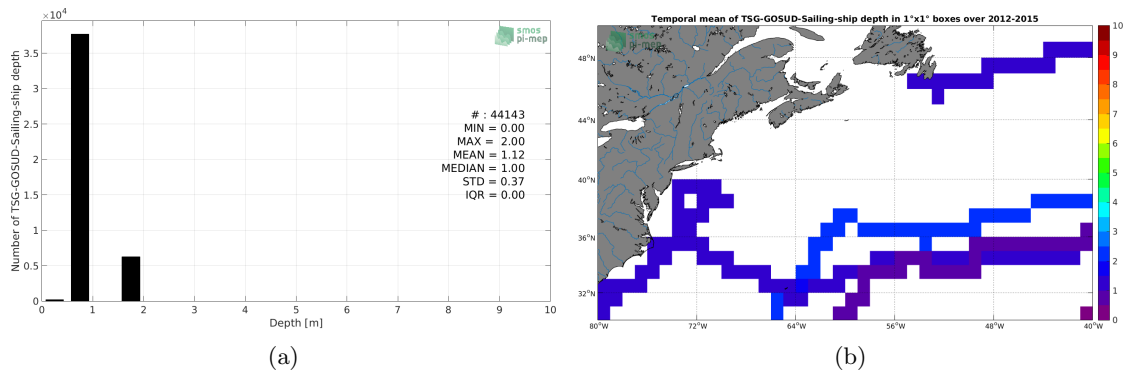 ×10⁴
smos
pi-mep
3.5
3
2.5
2
1.5
1
0.5
0
Number of TSG-GOSUD-Sailing-ship depth
# : 44143
MIN = 0.00
MAX = 2.00
MEAN = 1.12
MEDIAN = 1.00
STD = 0.37
IQR = 0.00
0 1 2 3 4 5 6 7 8 9 10
Depth [m]
(a)
Temporal mean of TSG-GOSUD-Sailing-ship depth in 1°x1° boxes over 2012-2015
smos
pi-mep
48°N
44°N
40°N
36°N
32°N
80°W 72°W 64°W 56°W 48°W 40°W
10
9
8
7
6
5
4
3
2
1
0
(b)